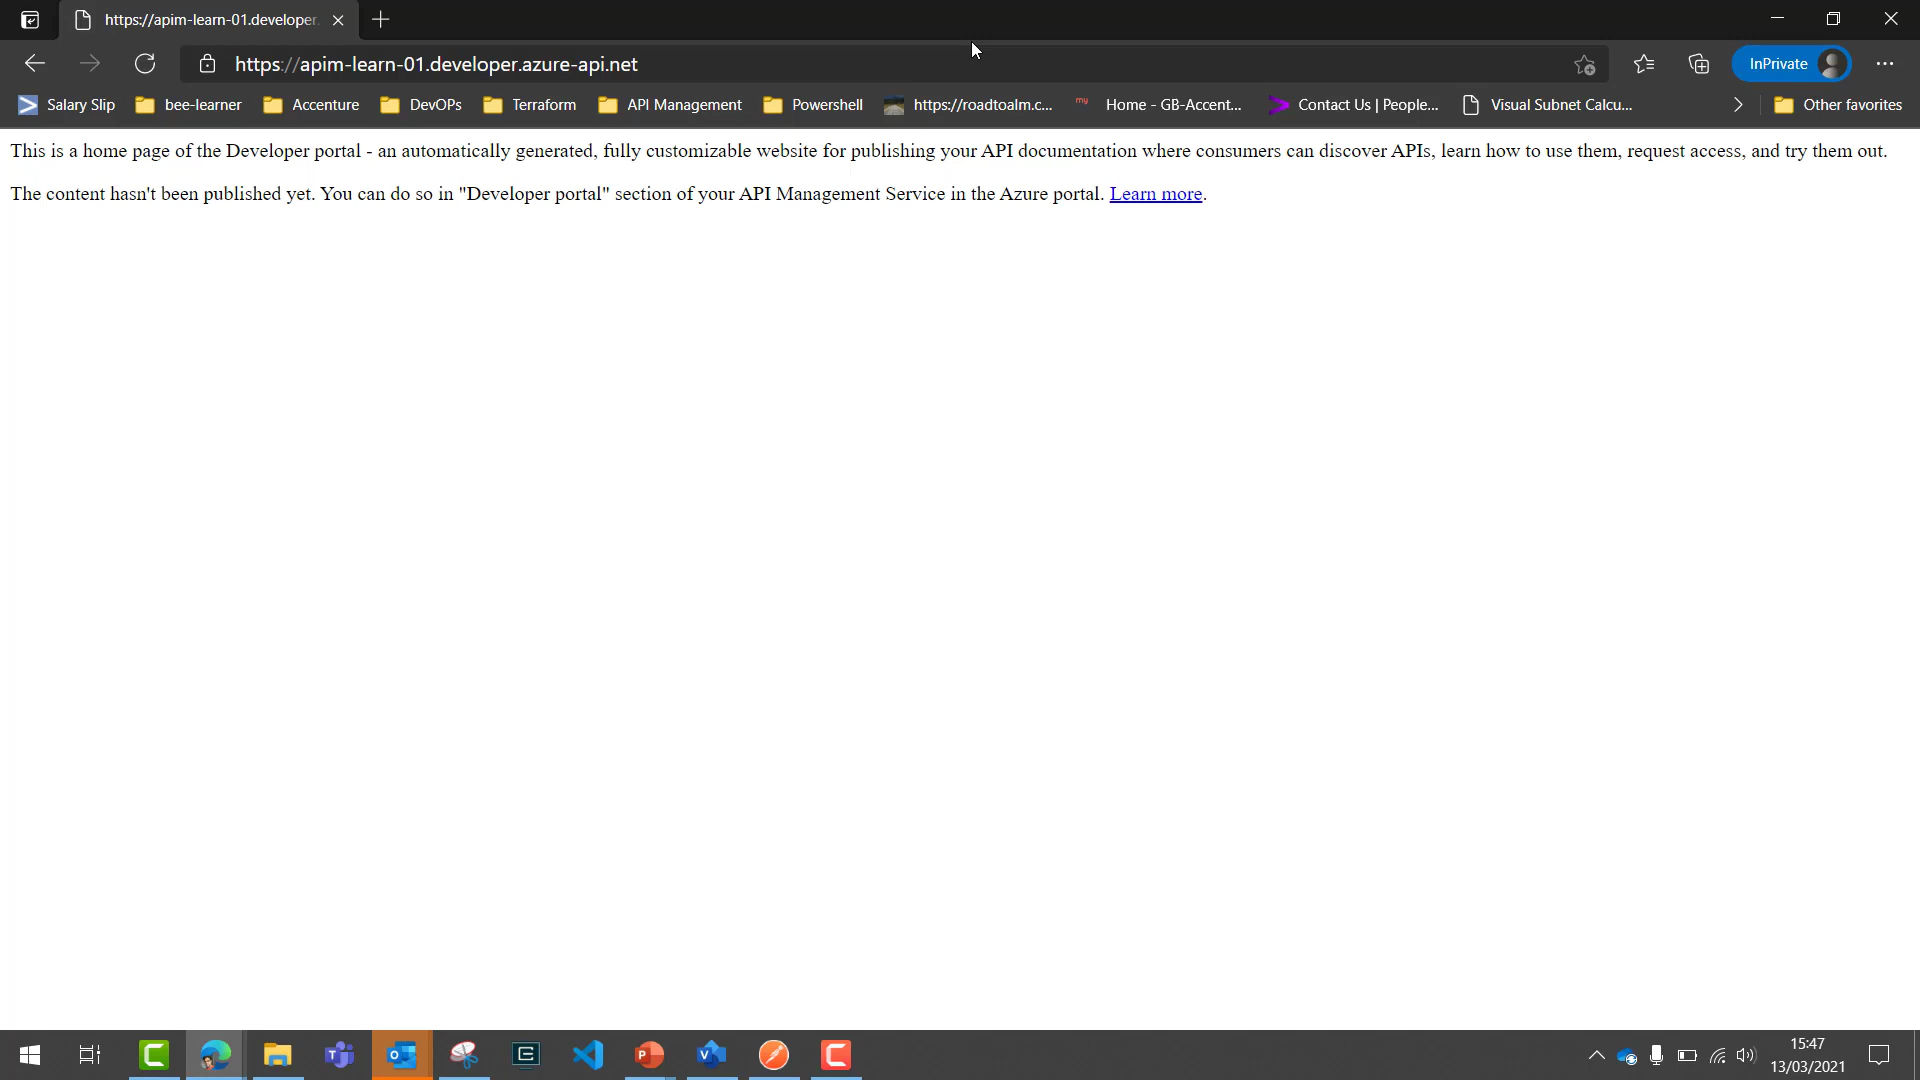 https://apim-learn-01.developer.
https://apim-learn-01.developer.azure-api.net
InPrivate
Salary Slip
bee-learner
Accenture
DevOPs
Terraform
API Management
Powershell
https://roadtoalm.c...
my
Home - GB-Accent...
Contact Us | People...
Visual Subnet Calcu...
Other favorites
This is a home page of the Developer portal - an automatically generated, fully customizable website for publishing your API documentation where consumers can discover APIs, learn how to use them, request access, and try them out.
The content hasn't been published yet. You can do so in "Developer portal" section of your API Management Service in the Azure portal. Learn more.
15:47
13/03/2021